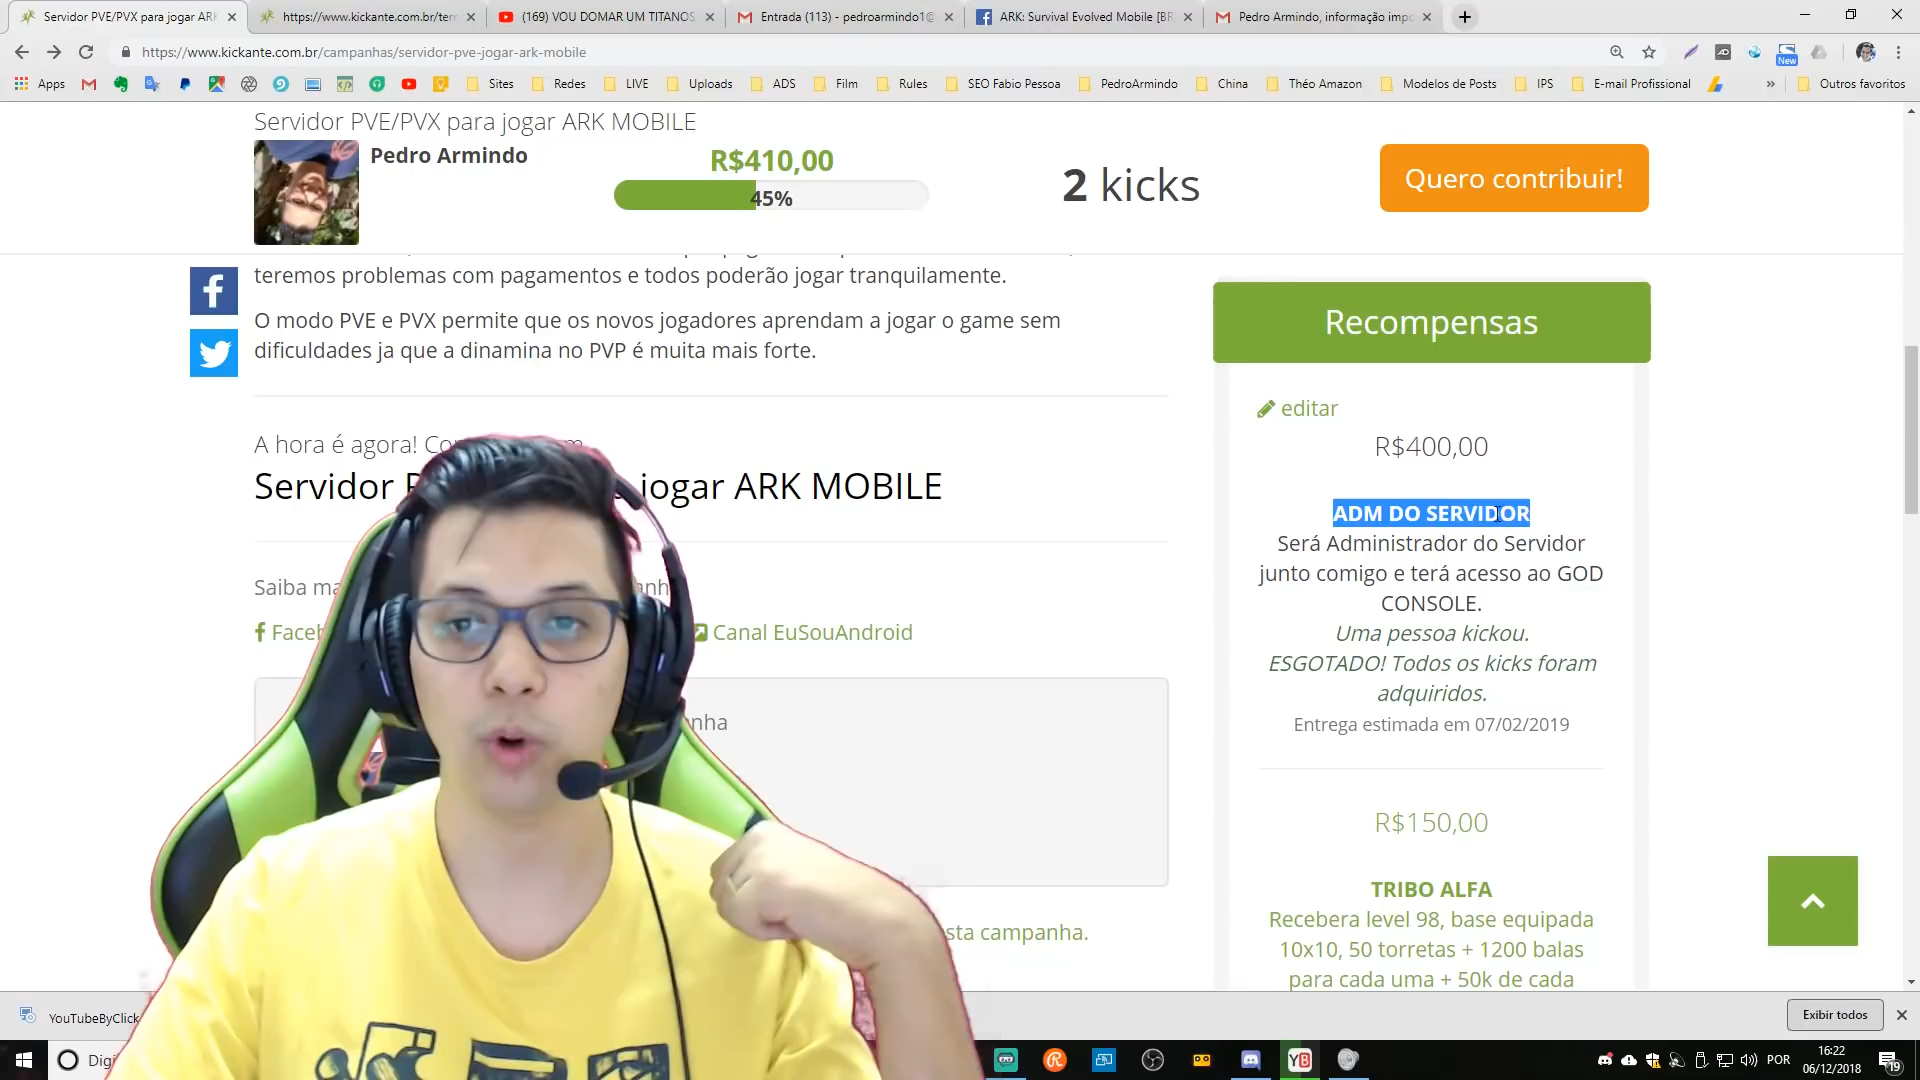 Servidor PVE/PVX para jogar ARK
https://www.kickante.com.br/terr
(169) VOU DOMAR UM TITANOS
Entrada (113) - pedroarmindo1@
ARK: Survival Evolved Mobile [BR
Pedro Armindo, informação impo
https://www.kickante.com.br/campanhas/servidor-pve-jogar-ark-mobile
New
Apps
Sites
Redes
LIVE
Uploads
ADS
Film
Rules
SEO Fabio Pessoa
PedroArmindo
China
Théo Amazon
Modelos de Posts
IPS
E-mail Profissional
»
Outros favoritos
Servidor PVE/PVX para jogar ARK MOBILE
Pedro Armindo
R$410,00
45%
2 kicks
Quero contribuir!
teremos problemas com pagamentos e todos poderão jogar tranquilamente.
O modo PVE e PVX permite que os novos jogadores aprendam a jogar o game sem
dificuldades ja que a dinamina no PVP é muita mais forte.
A hora é agora! Co
Servidor P jogar ARK MOBILE
Saiba ma anh
Faceb
Canal EuSouAndroid
nha
sta campanha.
Recompensas
editar
R$400,00
ADM DO SERVIDOR
Será Administrador do Servidor
junto comigo e terá acesso ao GOD
CONSOLE.
Uma pessoa kickou.
ESGOTADO! Todos os kicks foram
adquiridos.
Entrega estimada em 07/02/2019
R$150,00
TRIBO ALFA
Recebera level 98, base equipada
10x10, 50 torretas + 1200 balas
para cada uma + 50k de cada
YouTubeByClick
Exibir todos
Digi
YB
POR
16:22
06/12/2018
19